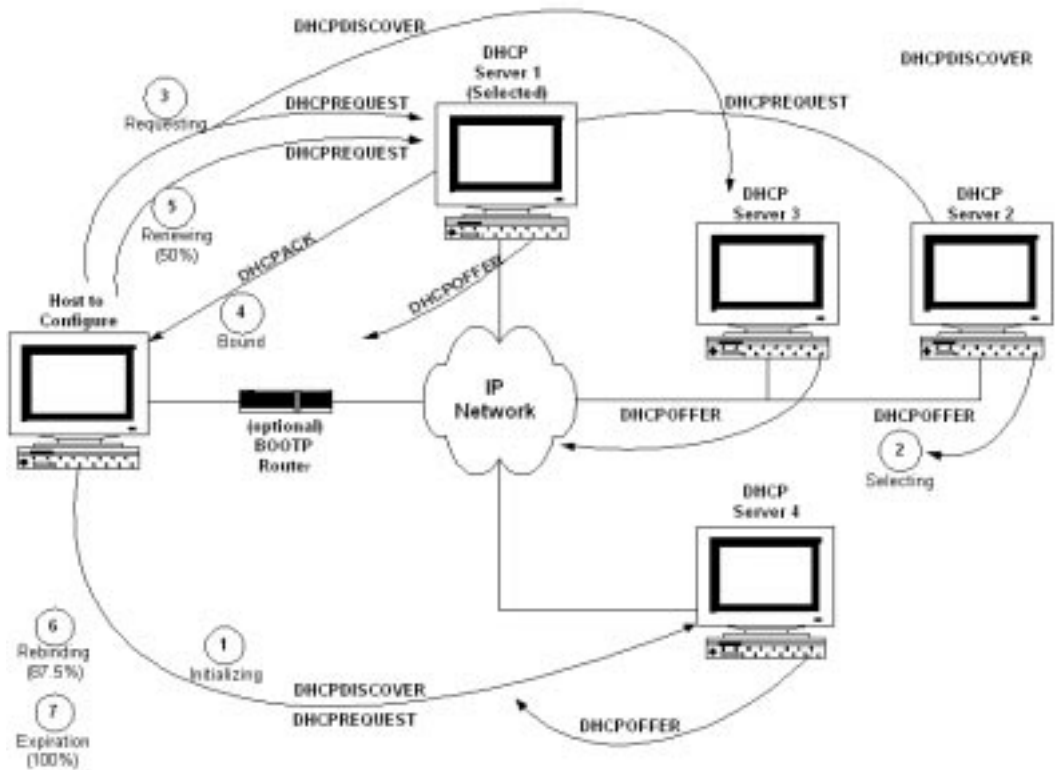 DHCPDISCOVER
DHCP
Server 1
(Selected)
DHCPDISCOVER
3
Requesting
DHCPREQUEST
DHCPREQUEST
DHCPREQUEST
5
Renewing
(50%)
DHCP
Server 3
DHCP
Server 2
DHCPACK
DHCPOFFER
Host to
Configure
4
Bound
IP
Network
(optional)
BOOTP
Router
DHCPOFFER
DHCPOFFER
2
Selecting
DHCP
Server 4
6
Rebinding
(87.5%)
1
Initializing
DHCPDISCOVER
DHCPREQUEST
DHCPOFFER
7
Expiration
(100%)